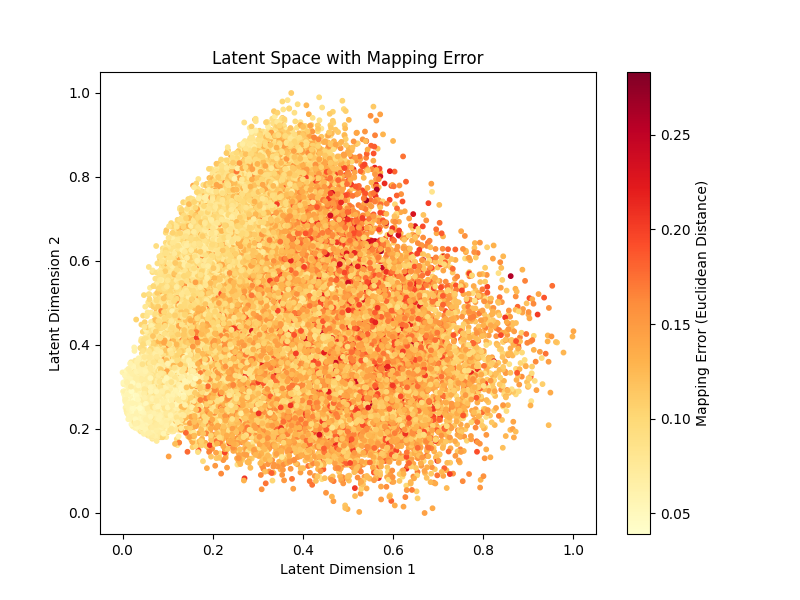 Latent Space with Mapping Error
1.0
0.8
0.6
0.4
0.2
0.0
Latent Dimension 2
0.0 0.2 0.4 0.6 0.8 1.0
Latent Dimension 1
0.25
0.20
0.15
0.10
0.05
Mapping Error (Euclidean Distance)